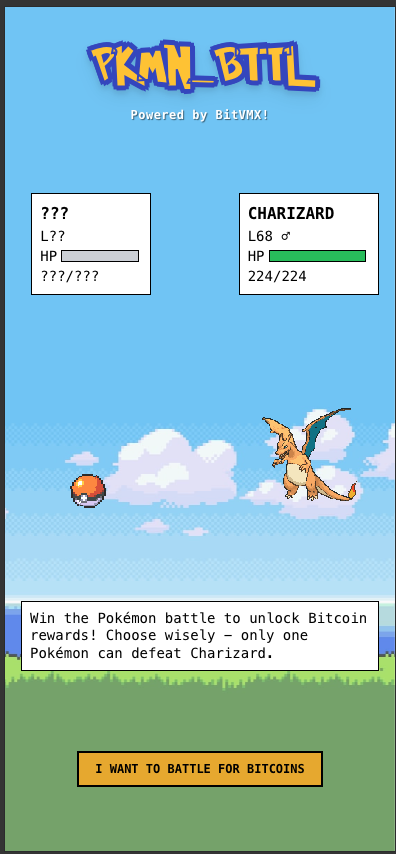 PKMN_BTTL
Powered by BitVMX!
???
L??
HP
???/???
CHARIZARD
L68 ♂
HP
224/224
Win the Pokémon battle to unlock Bitcoin
rewards! Choose wisely – only one
Pokémon can defeat Charizard.
I WANT TO BATTLE FOR BITCOINS